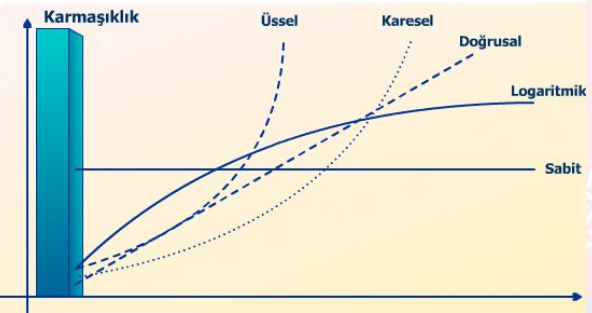 Karmaşıklık
Üssel
Karesel
Doğrusal
Logaritmik
Sabit